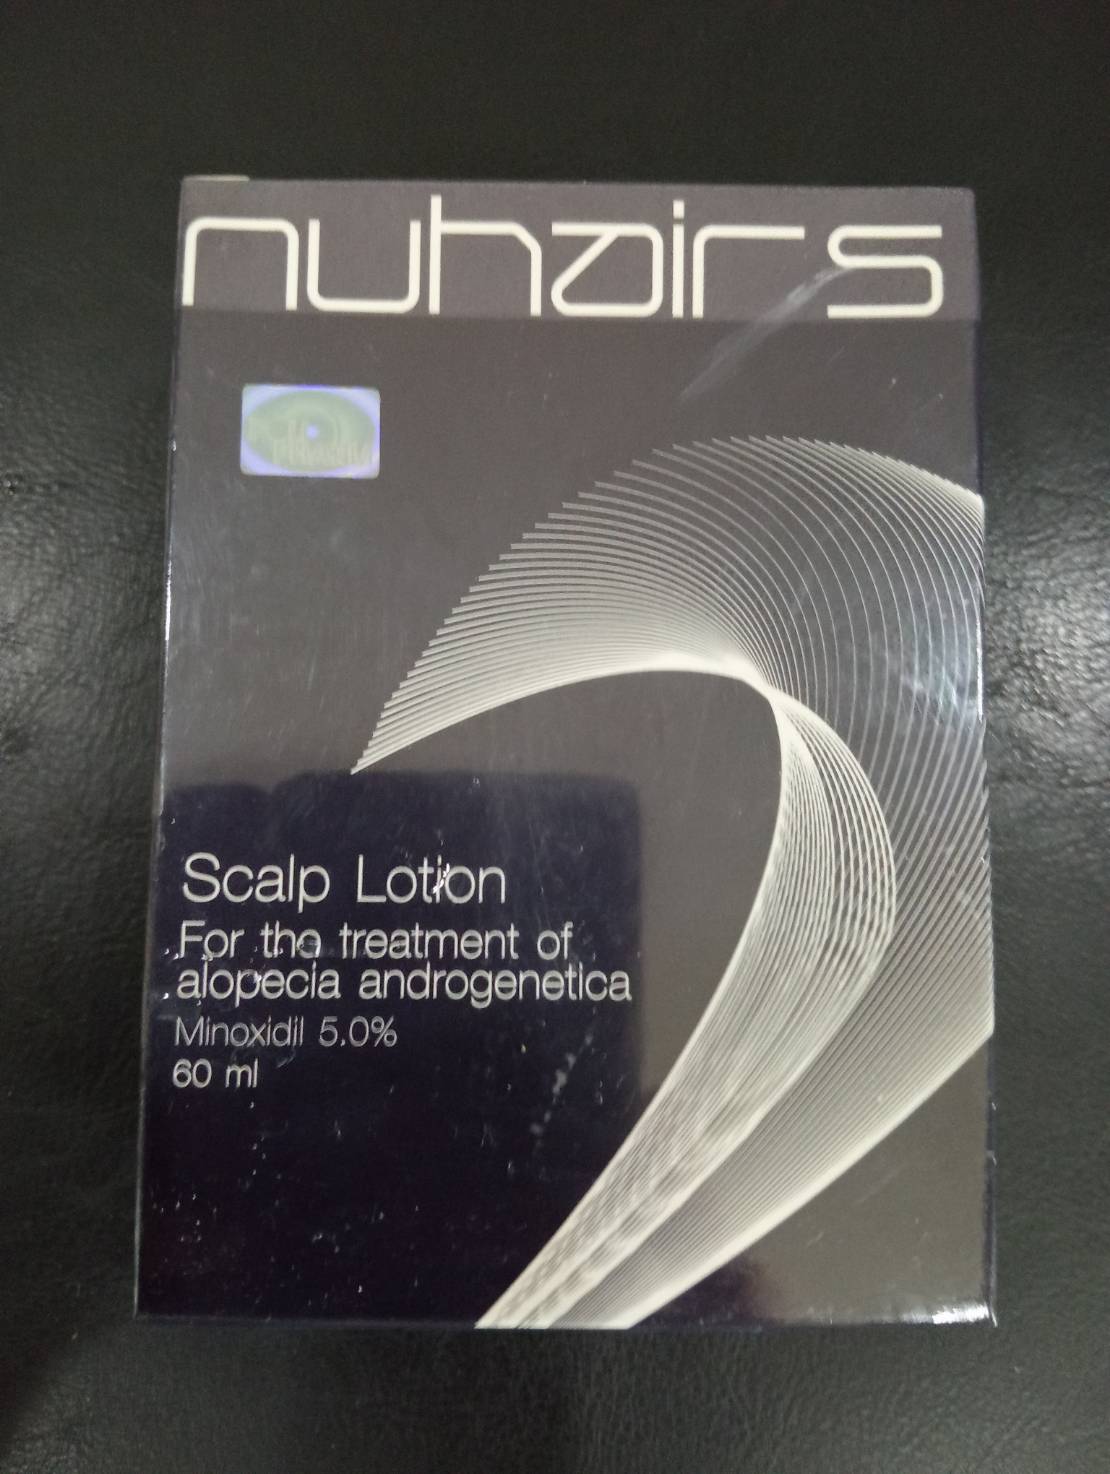 nuhairs
Scalp Lotion
For the treatment of
alopecia androgenetica
Minoxidil 5.0%
60 ml